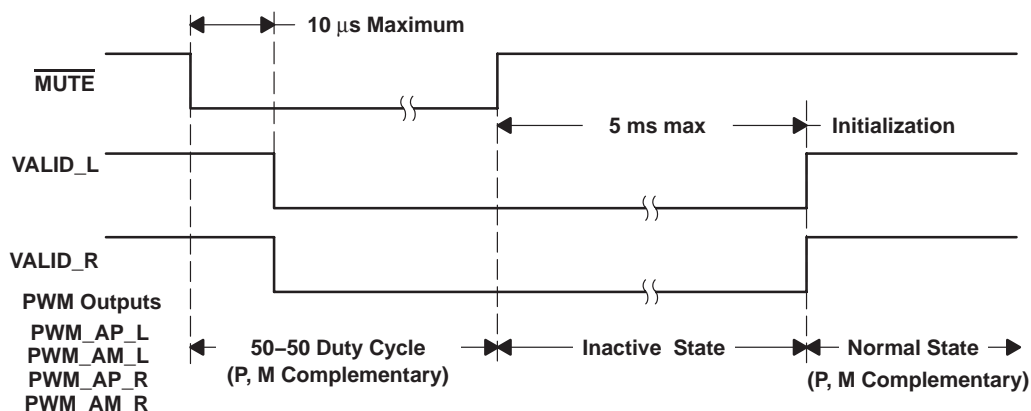 10 μs Maximum
MUTE
5 ms max
Initialization
VALID_L
VALID_R
PWM Outputs
PWM_AP_L
PWM_AM_L
PWM_AP_R
PWM_AM_R
50–50 Duty Cycle
(P, M Complementary)
Inactive State
Normal State
(P, M Complementary)